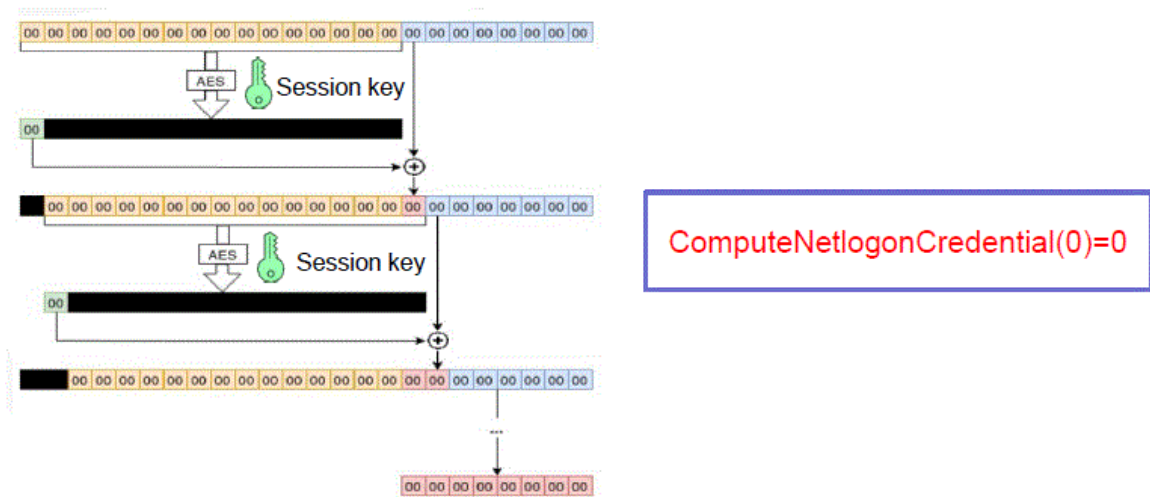 00 00 00 00 00 00 00 00 00 00 00 00 00 00 00 00 00 00 00 00 00 00 00 00
AES
Session key
00
+
00 00 00 00 00 00 00 00 00 00 00 00 00 00 00 00 00 00 00 00 00 00 00
ComputeNetlogonCredential(0)=0
AES
Session key
00
+
00 00 00 00 00 00 00 00 00 00 00 00 00 00 00 00 00 00 00 00 00 00
...
00 00 00 00 00 00 00 00